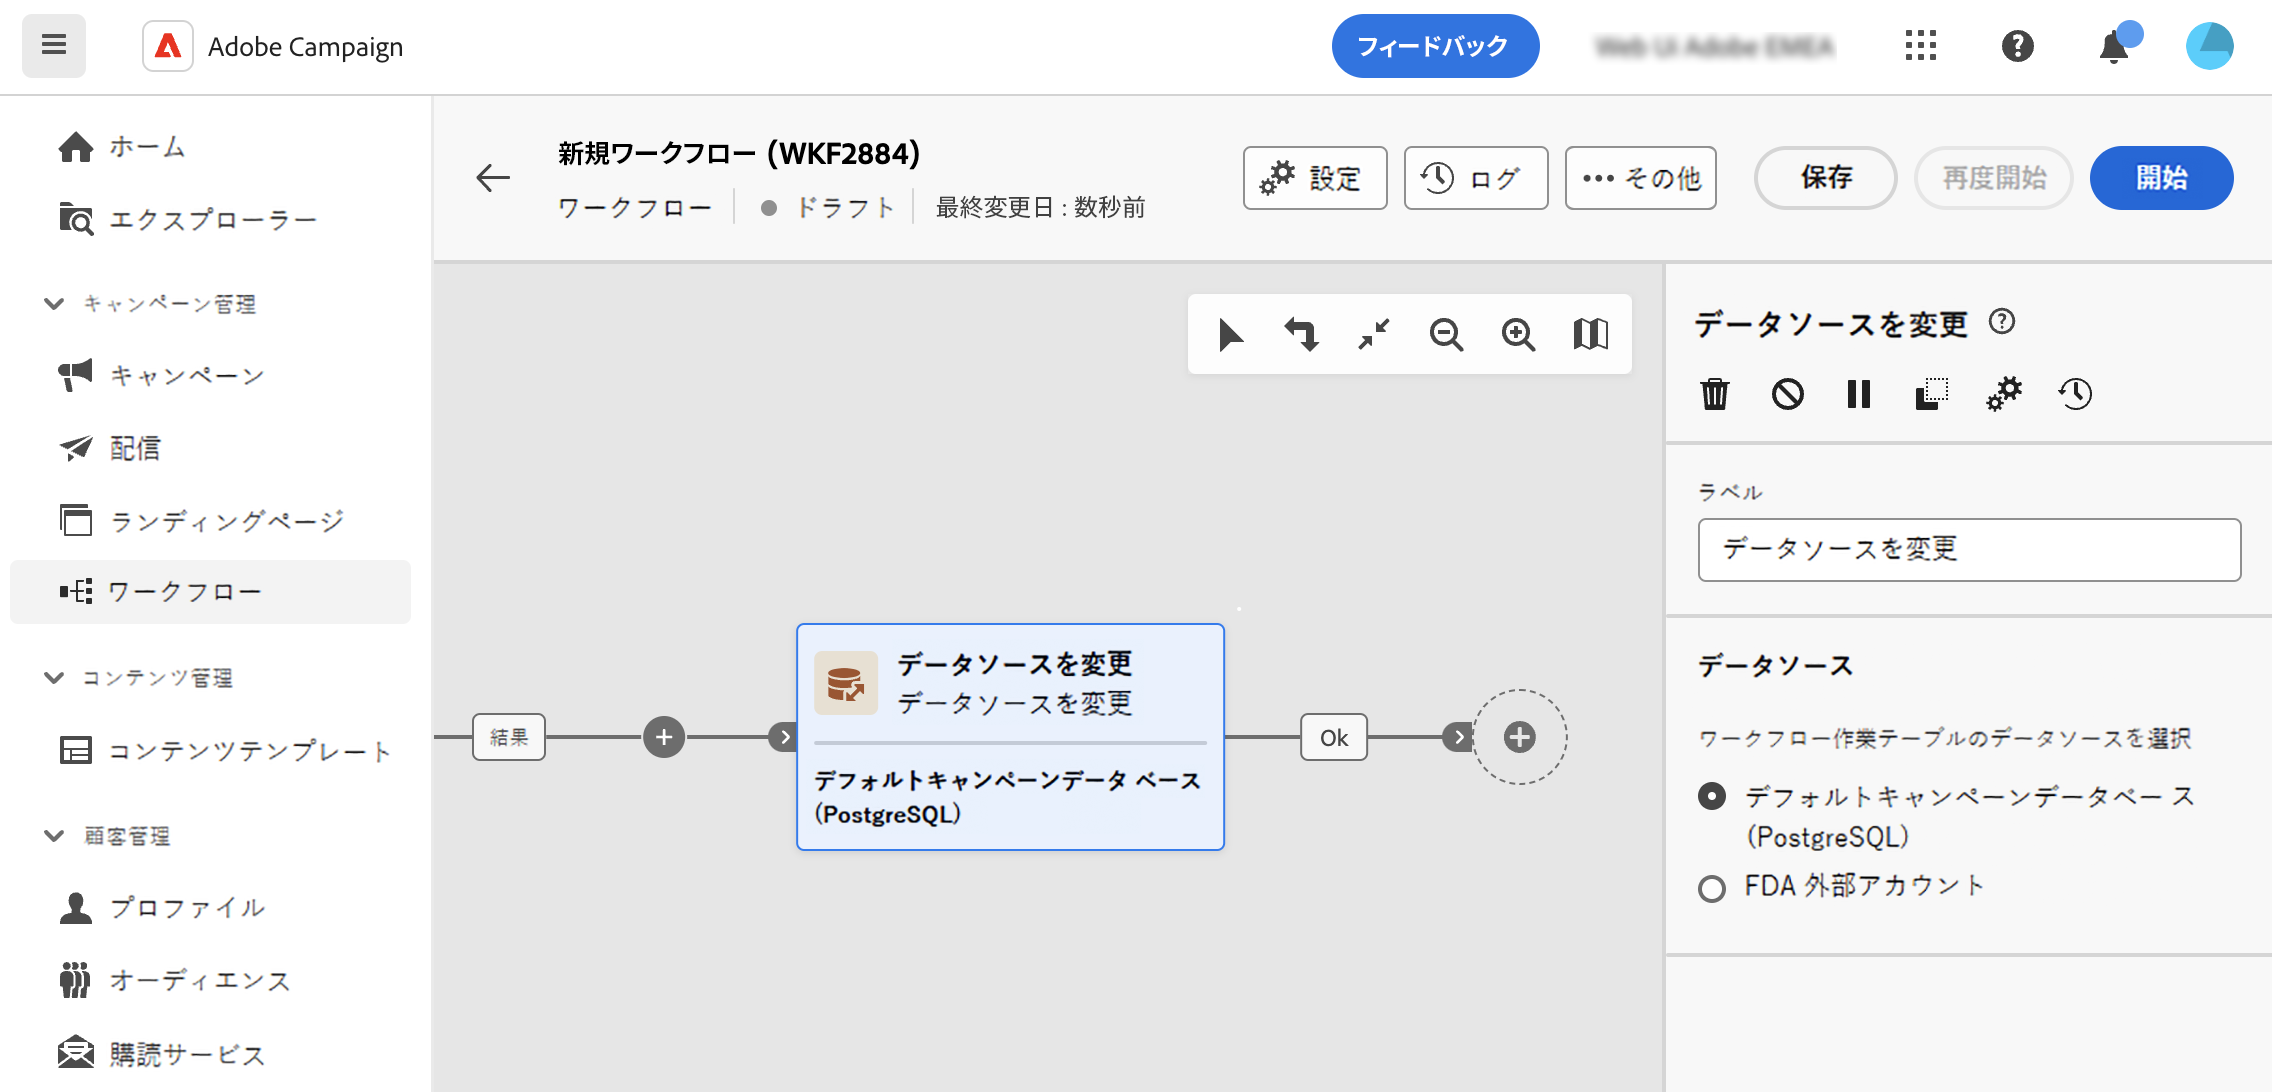 Adobe Campaign
フィードバック
Web UI Adobe EMEA
ホーム
エクスプローラー
キャンペーン管理
キャンペーン
配信
ランディングページ
ワークフロー
コンテンツ管理
コンテンツテンプレート
顧客管理
プロファイル
オーディエンス
購読サービス
新規ワークフロー (WKF2884)
ワークフロー
ドラフト
最終変更日 : 数秒前
設定
ログ
その他
保存
再度開始
開始
結果
データソースを変更
データソースを変更
デフォルトキャンペーンデータ ベース
(PostgreSQL)
Ok
データソースを変更
ラベル
データソースを変更
データソース
ワークフロー作業テーブルのデータソースを選択
デフォルトキャンペーンデータベー ス
(PostgreSQL)
FDA 外部アカウント